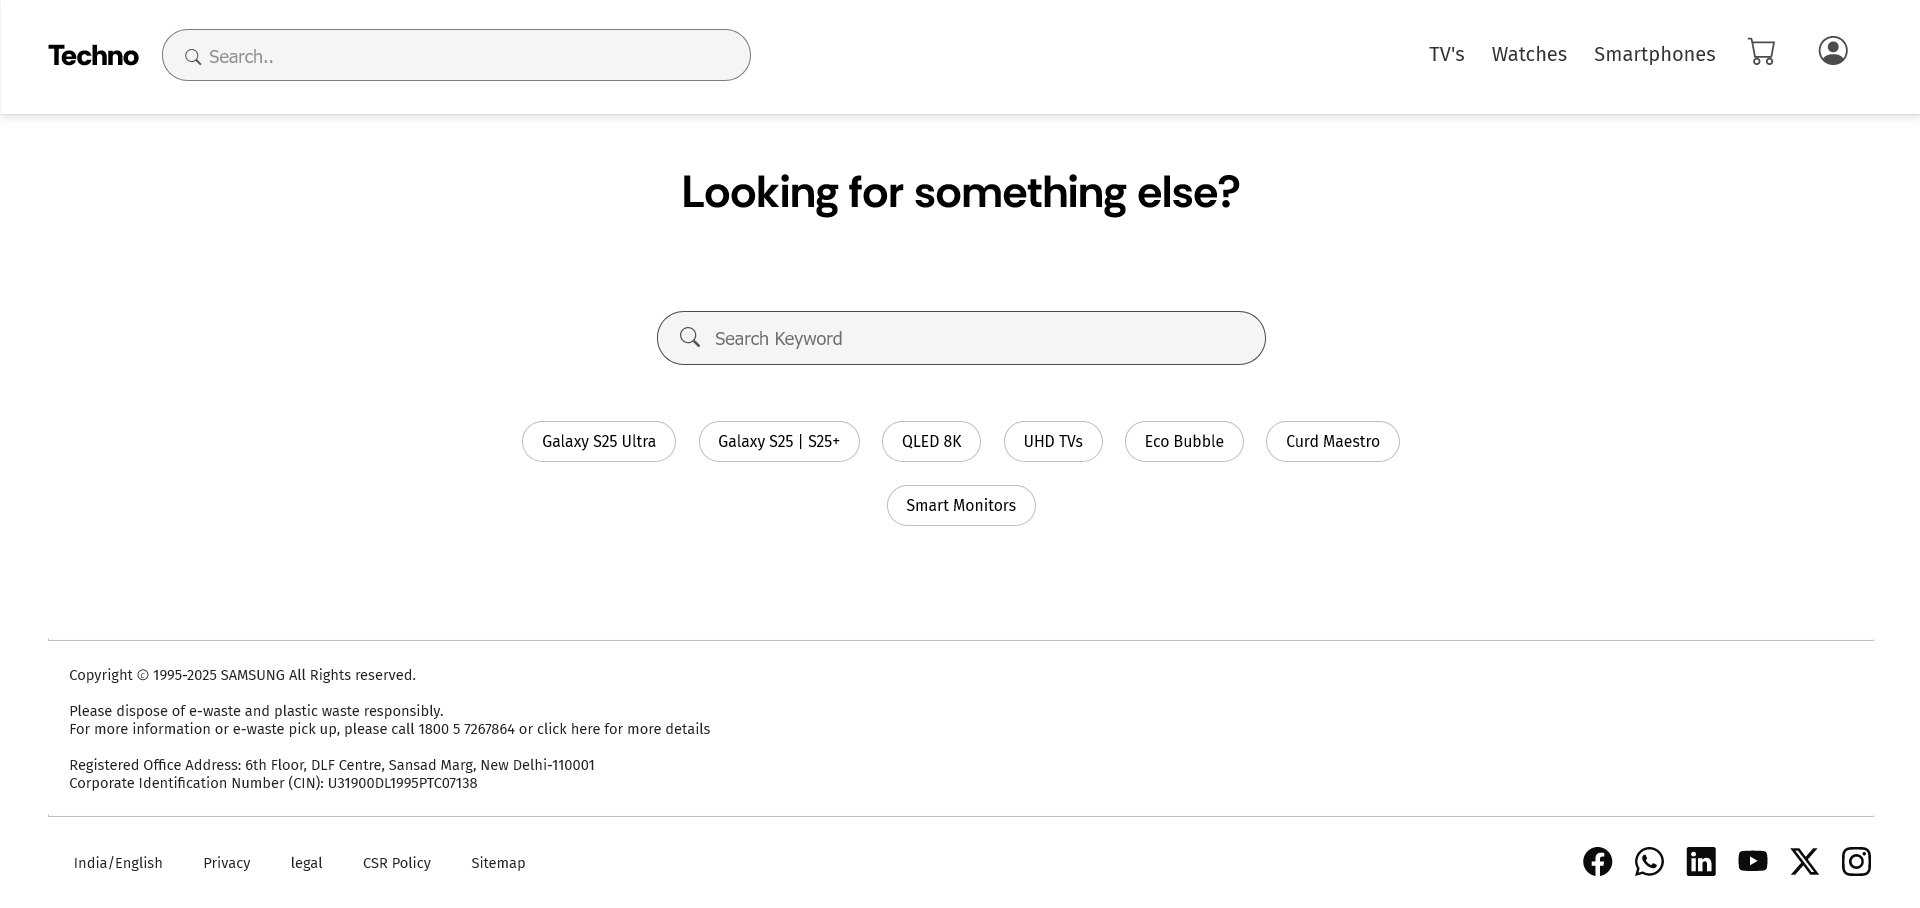 Techno
Search..
TV's
Watches
Smartphones
Looking for something else?
Search Keyword
Galaxy S25 Ultra
Galaxy S25 | S25+
QLED 8K
UHD TVs
Eco Bubble
Curd Maestro
Smart Monitors
Copyright © 1995-2025 SAMSUNG All Rights reserved.
Please dispose of e-waste and plastic waste responsibly.
For more information or e-waste pick up, please call 1800 5 7267864 or click here for more details
Registered Office Address: 6th Floor, DLF Centre, Sansad Marg, New Delhi-110001
Corporate Identification Number (CIN): U31900DL1995PTC07138
India/English
Privacy
legal
CSR Policy
Sitemap